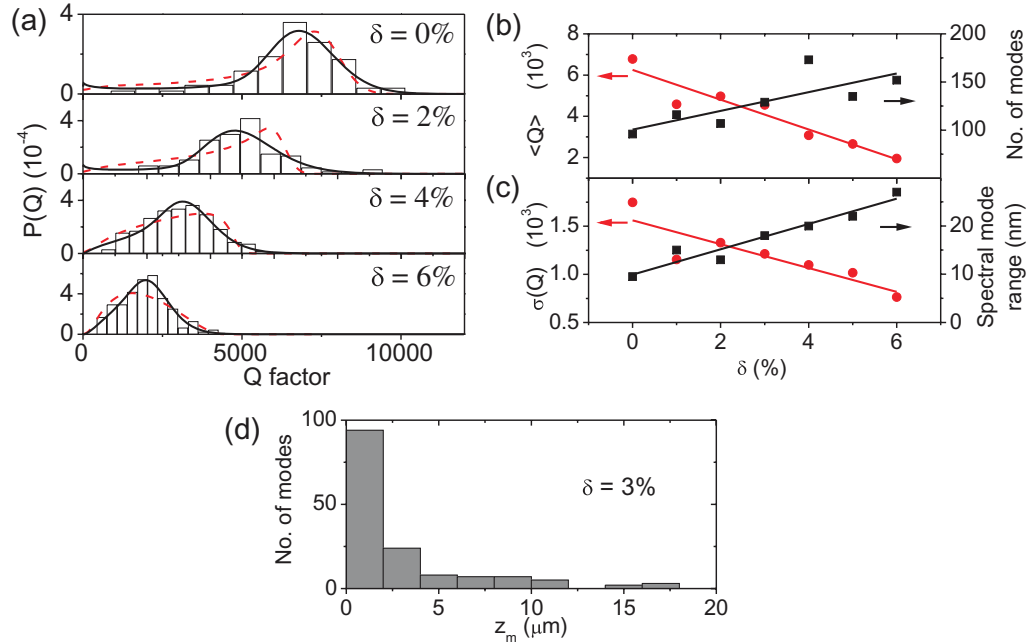 (a)
δ = 0%
δ = 2%
δ = 4%
δ = 6%
P(Q) (10⁻⁴)
4
0
4
0
4
0
4
0
0
5000
10000
Q factor
(b)
<Q> (10³)
8
6
4
2
No. of modes
200
150
100
50
(c)
σ(Q) (10³)
1.5
1.0
0.5
Spectral mode
range (nm)
20
10
0
0
2
4
6
δ (%)
(d)
No. of modes
100
50
0
δ = 3%
0
5
10
15
20
zₘ (μm)